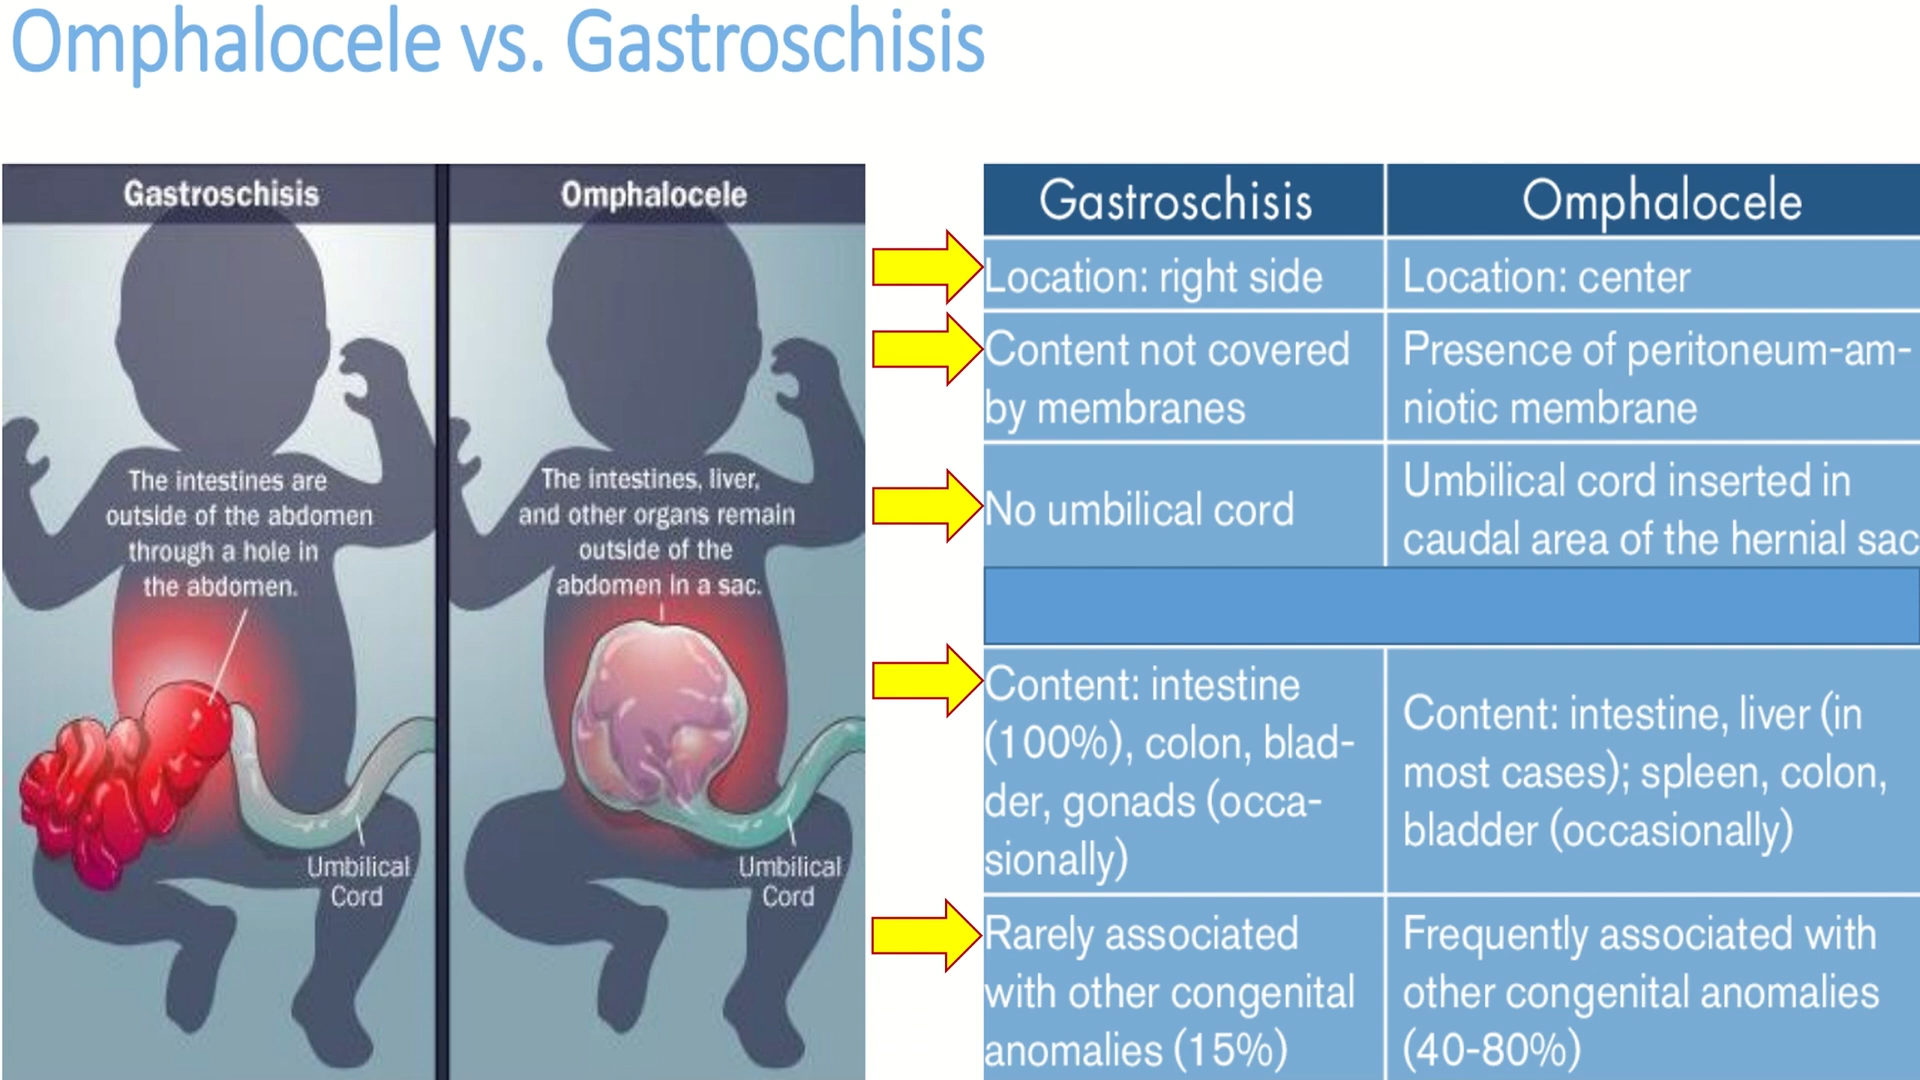 Omphalocele vs. Gastroschisis
Gastroschisis
The intestines are
outside of the abdomen
through a hole in
the abdomen.
Umbilical
Cord
Omphalocele
The intestines, liver,
and other organs remain
outside of the
abdomen in a sac.
Umbilical
Cord
Gastroschisis
Omphalocele
Location: right side
Location: center
Content not covered
by membranes
Presence of peritoneum-am-
niotic membrane
No umbilical cord
Umbilical cord inserted in
caudal area of the hernial sac
Content: intestine
(100%), colon, blad-
der, gonads (occa-
sionally)
Content: intestine, liver (in
most cases); spleen, colon,
bladder (occasionally)
Rarely associated
with other congenital
anomalies (15%)
Frequently associated with
other congenital anomalies
(40-80%)